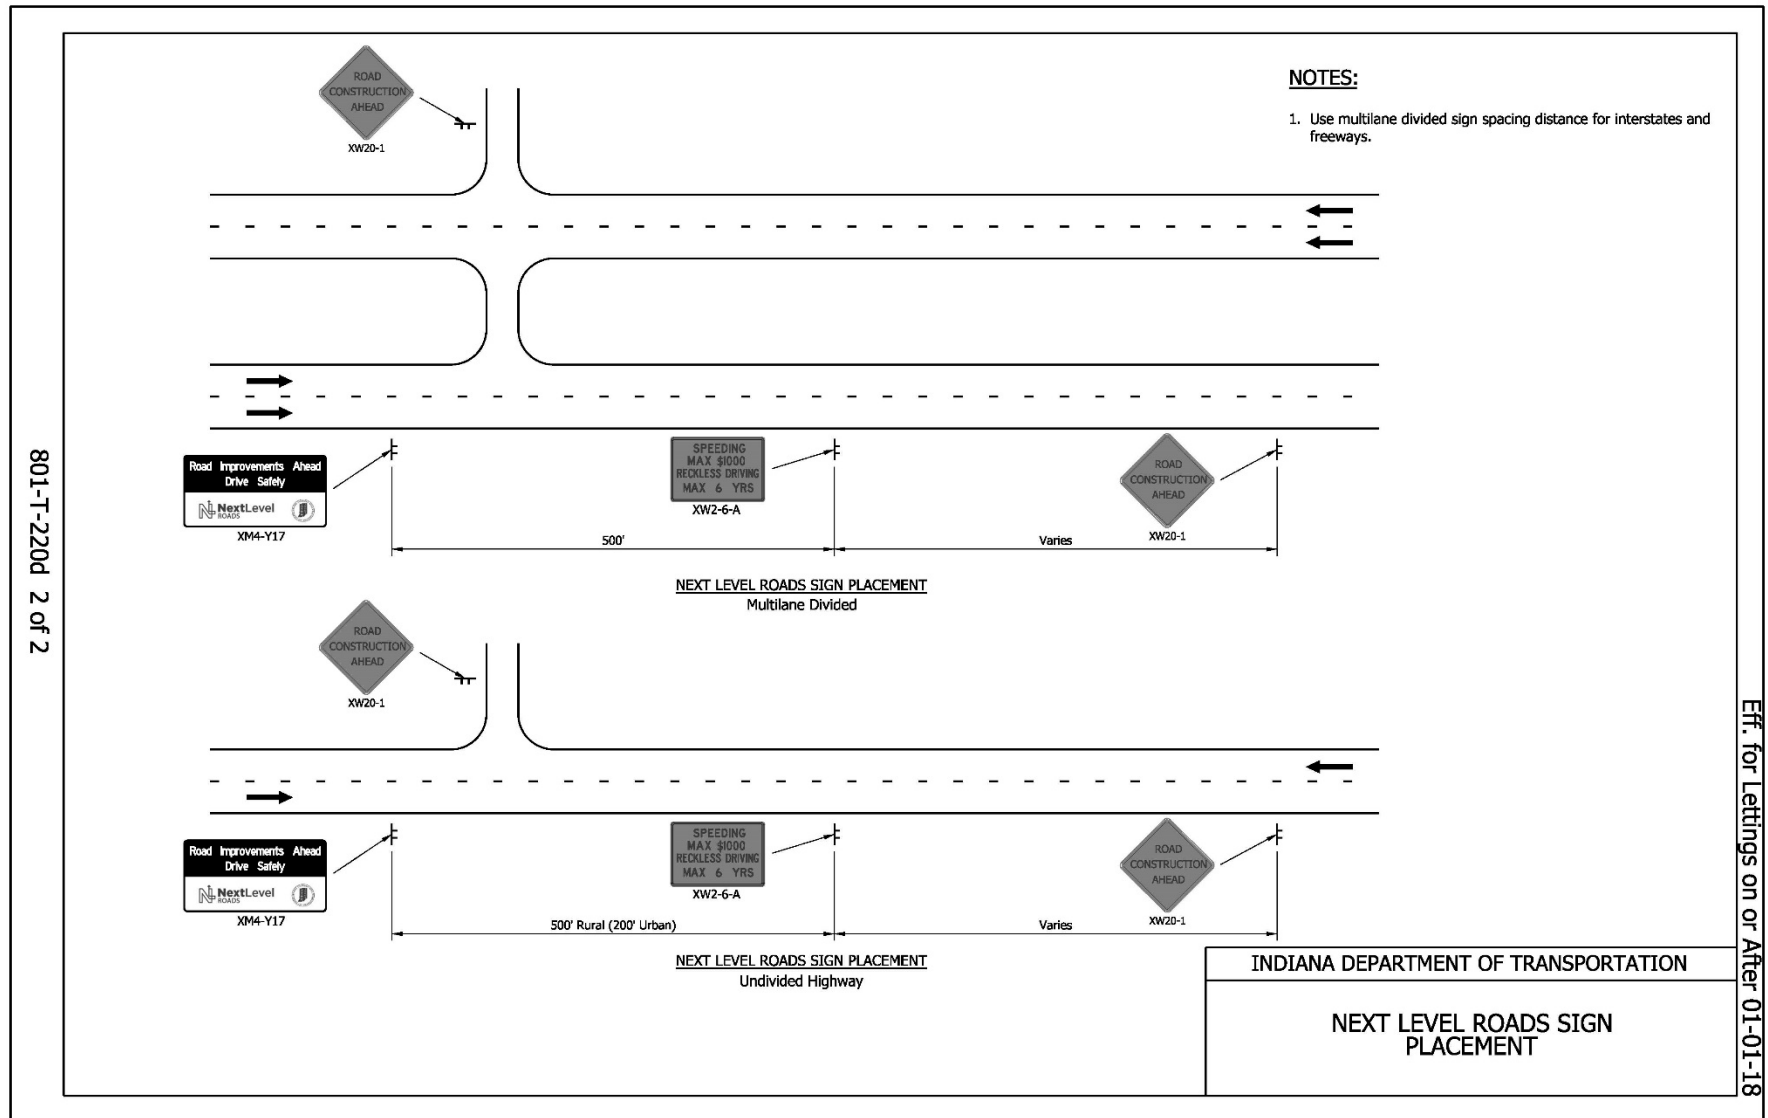 NOTES:
1. Use multilane divided sign spacing distance for interstates and
freeways.
ROAD
CONSTRUCTION
AHEAD
XW20-1
Road Improvements Ahead
Drive Safely
NextLevel
ROADS
XM4-Y17
SPEEDING
MAX $1000
RECKLESS DRIVING
MAX 6 YRS
XW2-6-A
ROAD
CONSTRUCTION
AHEAD
XW20-1
500'
Varies
NEXT LEVEL ROADS SIGN PLACEMENT
Multilane Divided
ROAD
CONSTRUCTION
AHEAD
XW20-1
Road Improvements Ahead
Drive Safely
NextLevel
ROADS
XM4-Y17
SPEEDING
MAX $1000
RECKLESS DRIVING
MAX 6 YRS
XW2-6-A
ROAD
CONSTRUCTION
AHEAD
XW20-1
500' Rural (200' Urban)
Varies
NEXT LEVEL ROADS SIGN PLACEMENT
Undivided Highway
INDIANA DEPARTMENT OF TRANSPORTATION
NEXT LEVEL ROADS SIGN
PLACEMENT
801-T-220d 2 of 2
Eff. for Lettings on or After 01-01-18